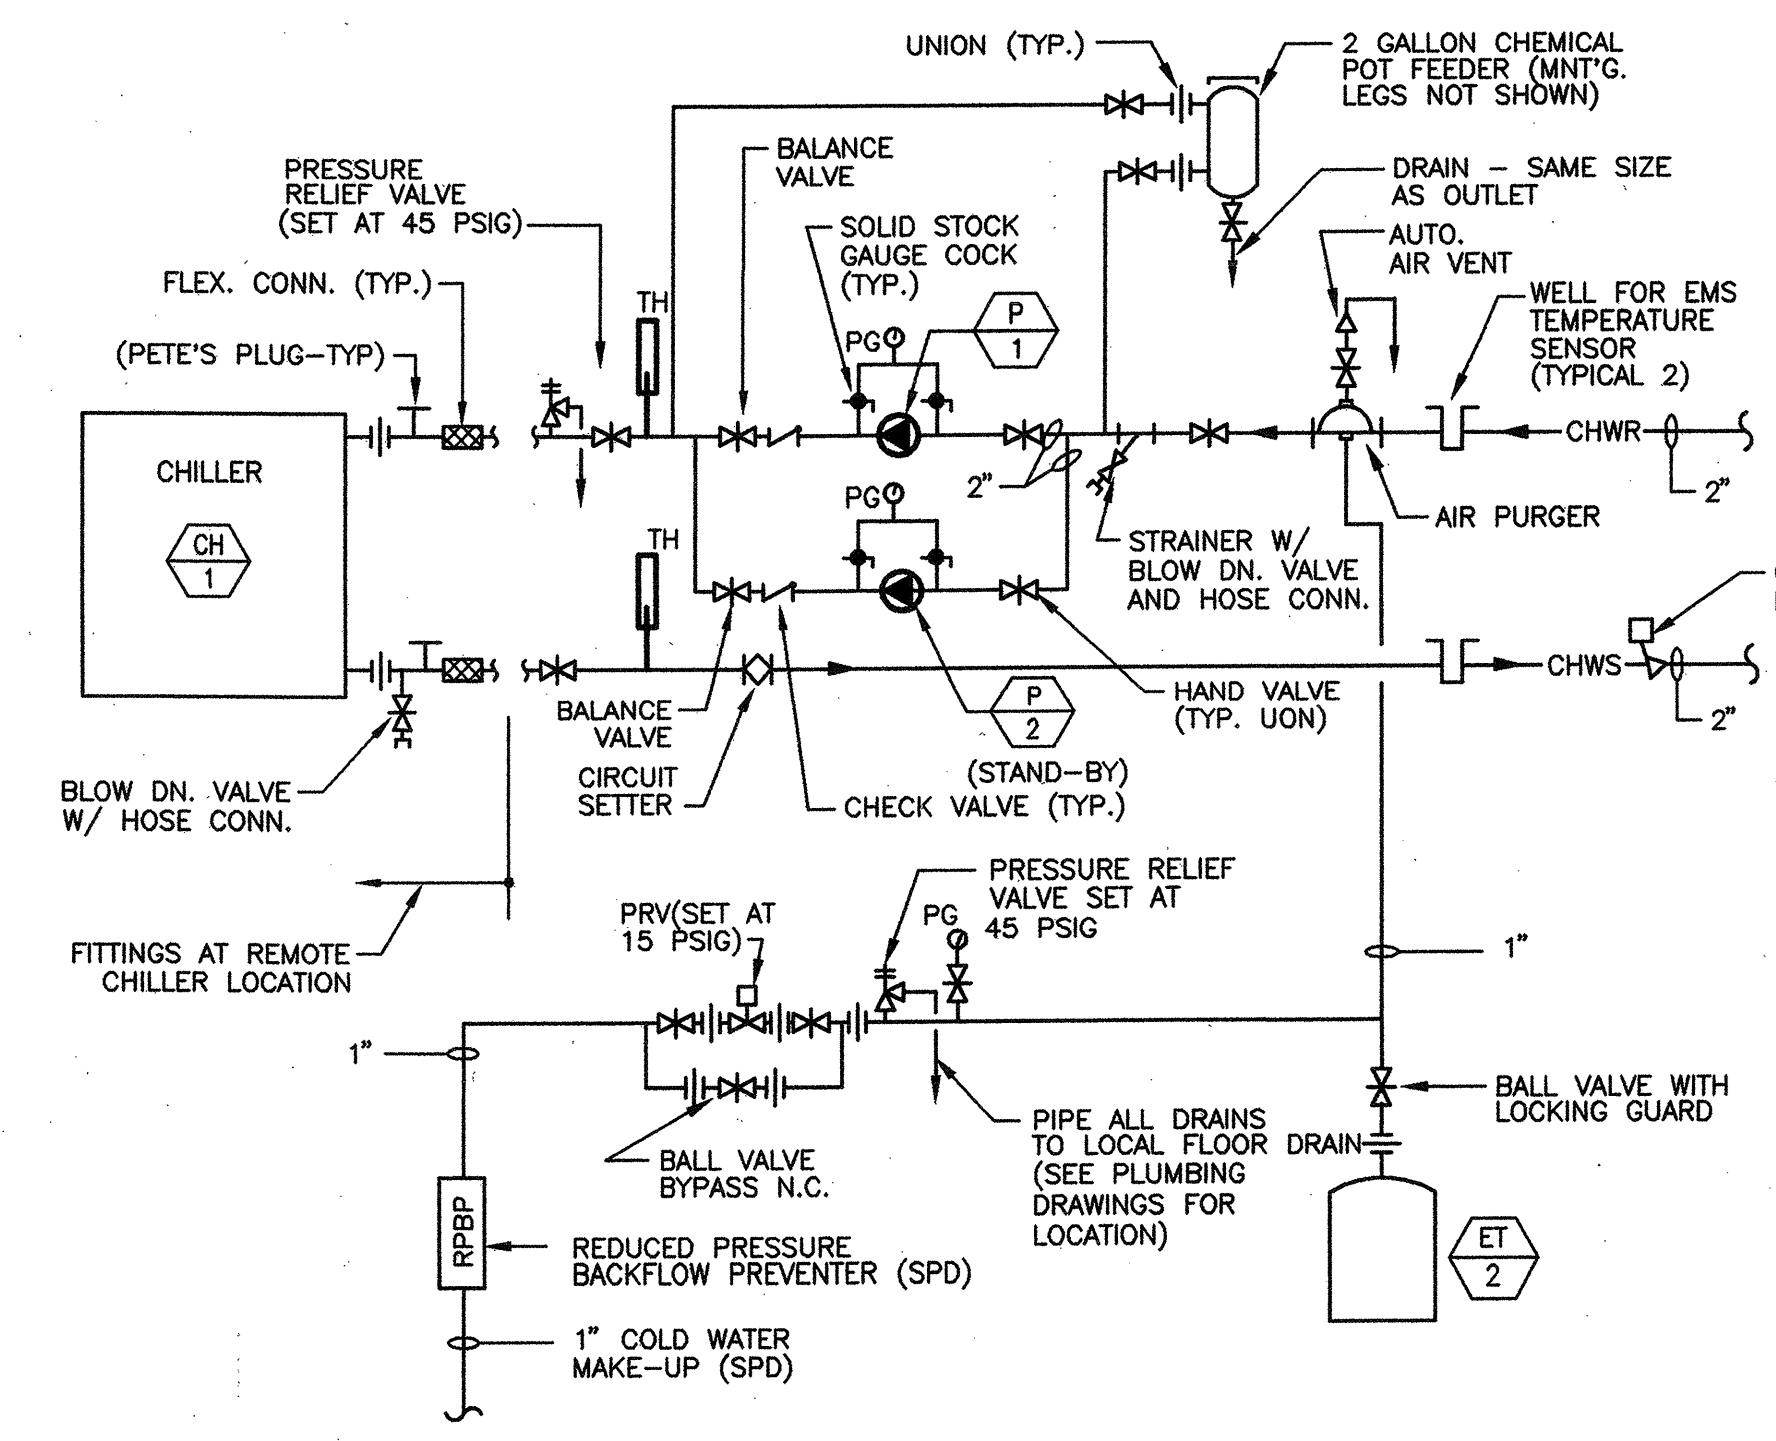 UNION (TYP.)
2 GALLON CHEMICAL
POT FEEDER (MNT'G.
LEGS NOT SHOWN)
BALANCE
VALVE
PRESSURE
RELIEF VALVE
(SET AT 45 PSIG)
DRAIN - SAME SIZE
AS OUTLET
SOLID STOCK
GAUGE COCK
(TYP.)
AUTO.
AIR VENT
FLEX. CONN. (TYP.)
TH
P
1
WELL FOR EMS
TEMPERATURE
SENSOR
(TYPICAL 2)
(PETE'S PLUG-TYP)
PG
CHWR
2"
CHILLER
CH
1
PG
2"
AIR PURGER
TH
STRAINER W/
BLOW DN. VALVE
AND HOSE CONN.
CHWS
2"
BALANCE
VALVE
P
2
HAND VALVE
(TYP. UON)
(STAND-BY)
CIRCUIT
SETTER
CHECK VALVE (TYP.)
BLOW DN. VALVE
W/ HOSE CONN.
FITTINGS AT REMOTE
CHILLER LOCATION
PRV(SET AT
15 PSIG)
PG
PRESSURE RELIEF
VALVE SET AT
45 PSIG
1"
1"
BALL VALVE WITH
LOCKING GUARD
BALL VALVE
BYPASS N.C.
PIPE ALL DRAINS
TO LOCAL FLOOR DRAIN
(SEE PLUMBING
DRAWINGS FOR
LOCATION)
RPBP
REDUCED PRESSURE
BACKFLOW PREVENTER (SPD)
ET
2
1" COLD WATER
MAKE-UP (SPD)